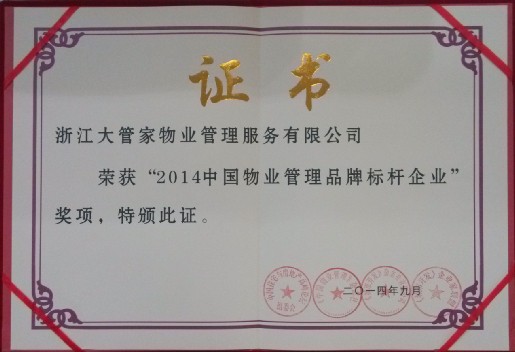 证书
浙江大管家物业管理服务有限公司
荣获“2014中国物业管理品牌标杆企业”
奖项，特颁此证。
二〇一四年九月